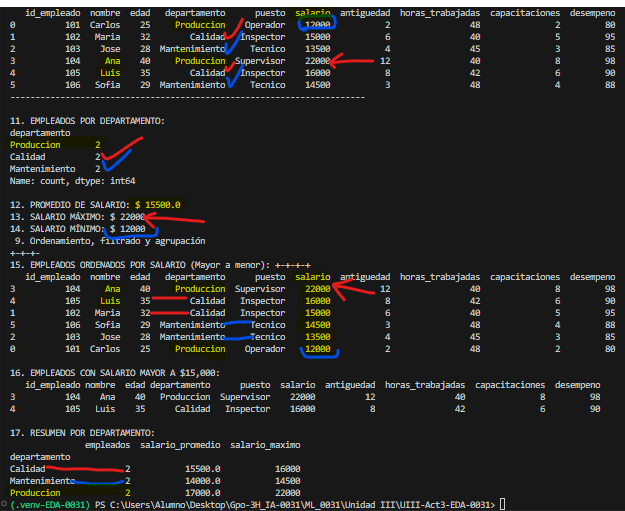 id_empleado nombre edad departamento puesto salario antiguedad horas_trabajadas capacitaciones desempeno
0 101 Carlos 25 Produccion Operador 12000 2 48 2 80
1 102 Maria 32 Calidad Inspector 15000 6 40 5 95
2 103 Jose 28 Mantenimiento Tecnico 13500 4 45 3 85
3 104 Ana 40 Produccion Supervisor 22000 12 40 8 98
4 105 Luis 35 Calidad Inspector 16000 8 42 6 90
5 106 Sofia 29 Mantenimiento Tecnico 14500 3 48 4 88
--------------------------------------------------------------------
11. EMPLEADOS POR DEPARTAMENTO:
departamento
Produccion 2
Calidad 2
Mantenimiento 2
Name: count, dtype: int64
12. PROMEDIO DE SALARIO: $ 15500.0
13. SALARIO MÁXIMO: $ 22000
14. SALARIO MÍNIMO: $ 12000
9. Ordenamiento, filtrado y agrupación
+-+-+-
15. EMPLEADOS ORDENADOS POR SALARIO (Mayor a menor): +-+-+-+
id_empleado nombre edad departamento puesto salario antiguedad horas_trabajadas capacitaciones desempeno
3 104 Ana 40 Produccion Supervisor 22000 12 40 8 98
4 105 Luis 35 Calidad Inspector 16000 8 42 6 90
1 102 Maria 32 Calidad Inspector 15000 6 40 5 95
5 106 Sofia 29 Mantenimiento Tecnico 14500 3 48 4 88
2 103 Jose 28 Mantenimiento Tecnico 13500 4 45 3 85
0 101 Carlos 25 Produccion Operador 12000 2 48 2 80
16. EMPLEADOS CON SALARIO MAYOR A $15,000:
id_empleado nombre edad departamento puesto salario antiguedad horas_trabajadas capacitaciones desempeno
3 104 Ana 40 Produccion Supervisor 22000 12 40 8 98
4 105 Luis 35 Calidad Inspector 16000 8 42 6 90
17. RESUMEN POR DEPARTAMENTO:
empleados salario_promedio salario_maximo
departamento
Calidad 2 15500.0 16000
Mantenimiento 2 14000.0 14500
Produccion 2 17000.0 22000
(.venv-EDA-0031) PS C:\Users\Alumno\Desktop\Gpo-3H_IA-0031\ML_0031\Unidad III\UIII-Act3-EDA-0031>